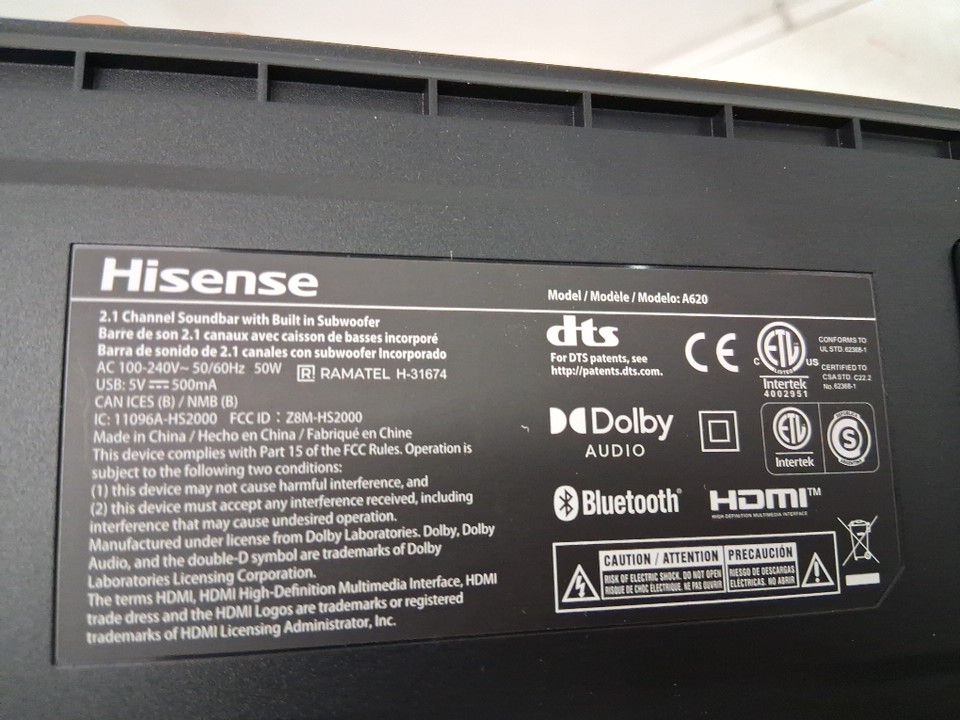 Hisense
Model / Modèle / Modelo: A620
2.1 Channel Soundbar with Built in Subwoofer
Barre de son 2.1 canaux avec caisson de basses incorporé
Barra de sonido de 2.1 canales con subwoofer Incorporado
AC 100-240V~ 50/60Hz 50W
R RAMATEL H-31674
USB: 5V⎓500mA
CAN ICES (B) / NMB (B)
IC: 11096A-HS2000 FCC ID : Z8M-HS2000
Made in China / Hecho en China / Fabriqué en Chine
This device complies with Part 15 of the FCC Rules. Operation is
subject to the following two conditions:
(1) this device may not cause harmful interference, and
(2) this device must accept any interference received, including
interference that may cause undesired operation.
Manufactured under license from Dolby Laboratories. Dolby, Dolby
Audio, and the double-D symbol are trademarks of Dolby
Laboratories Licensing Corporation.
The terms HDMI, HDMI High-Definition Multimedia Interface, HDMI
trade dress and the HDMI Logos are trademarks or registered
trademarks of HDMI Licensing Administrator, Inc.
dts
For DTS patents, see
http://patents.dts.com.
CE
C ETL US
LISTED
Intertek
4002951
CONFORMS TO
UL STD. 62368-1
CERTIFIED TO
CSA STD. C22.2
No. 62368-1
Dolby
AUDIO
ETL
Intertek
S
Bluetooth®
HDMI™
HIGH-DEFINITION MULTIMEDIA INTERFACE
CAUTION / ATTENTION
RISK OF ELECTRIC SHOCK. DO NOT OPEN
RISQUE DE CHOC ÉLECTRIQUE. NE PAS OUVRIR
PRECAUCIÓN
RIESGO DE DESCARGAS
ELÉCTRICAS. NO ABRIR